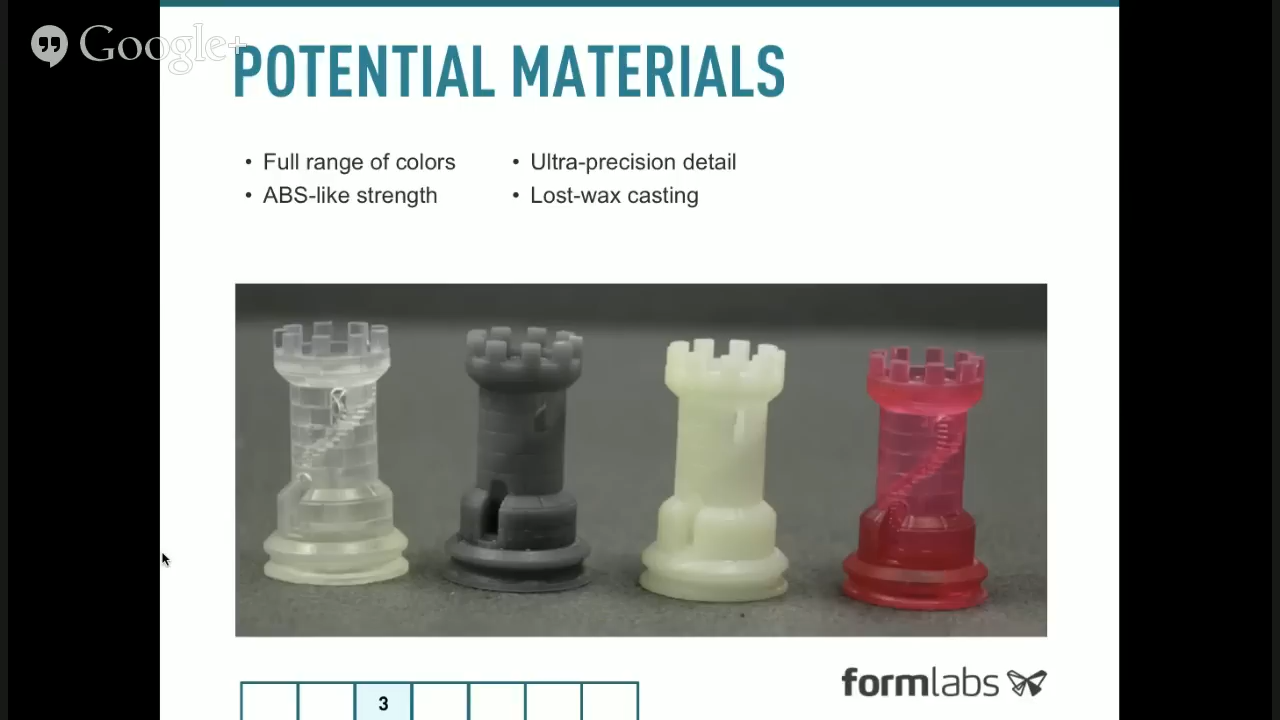 Google+
POTENTIAL MATERIALS
• Full range of colors
• ABS-like strength
• Ultra-precision detail
• Lost-wax casting
3
formlabs